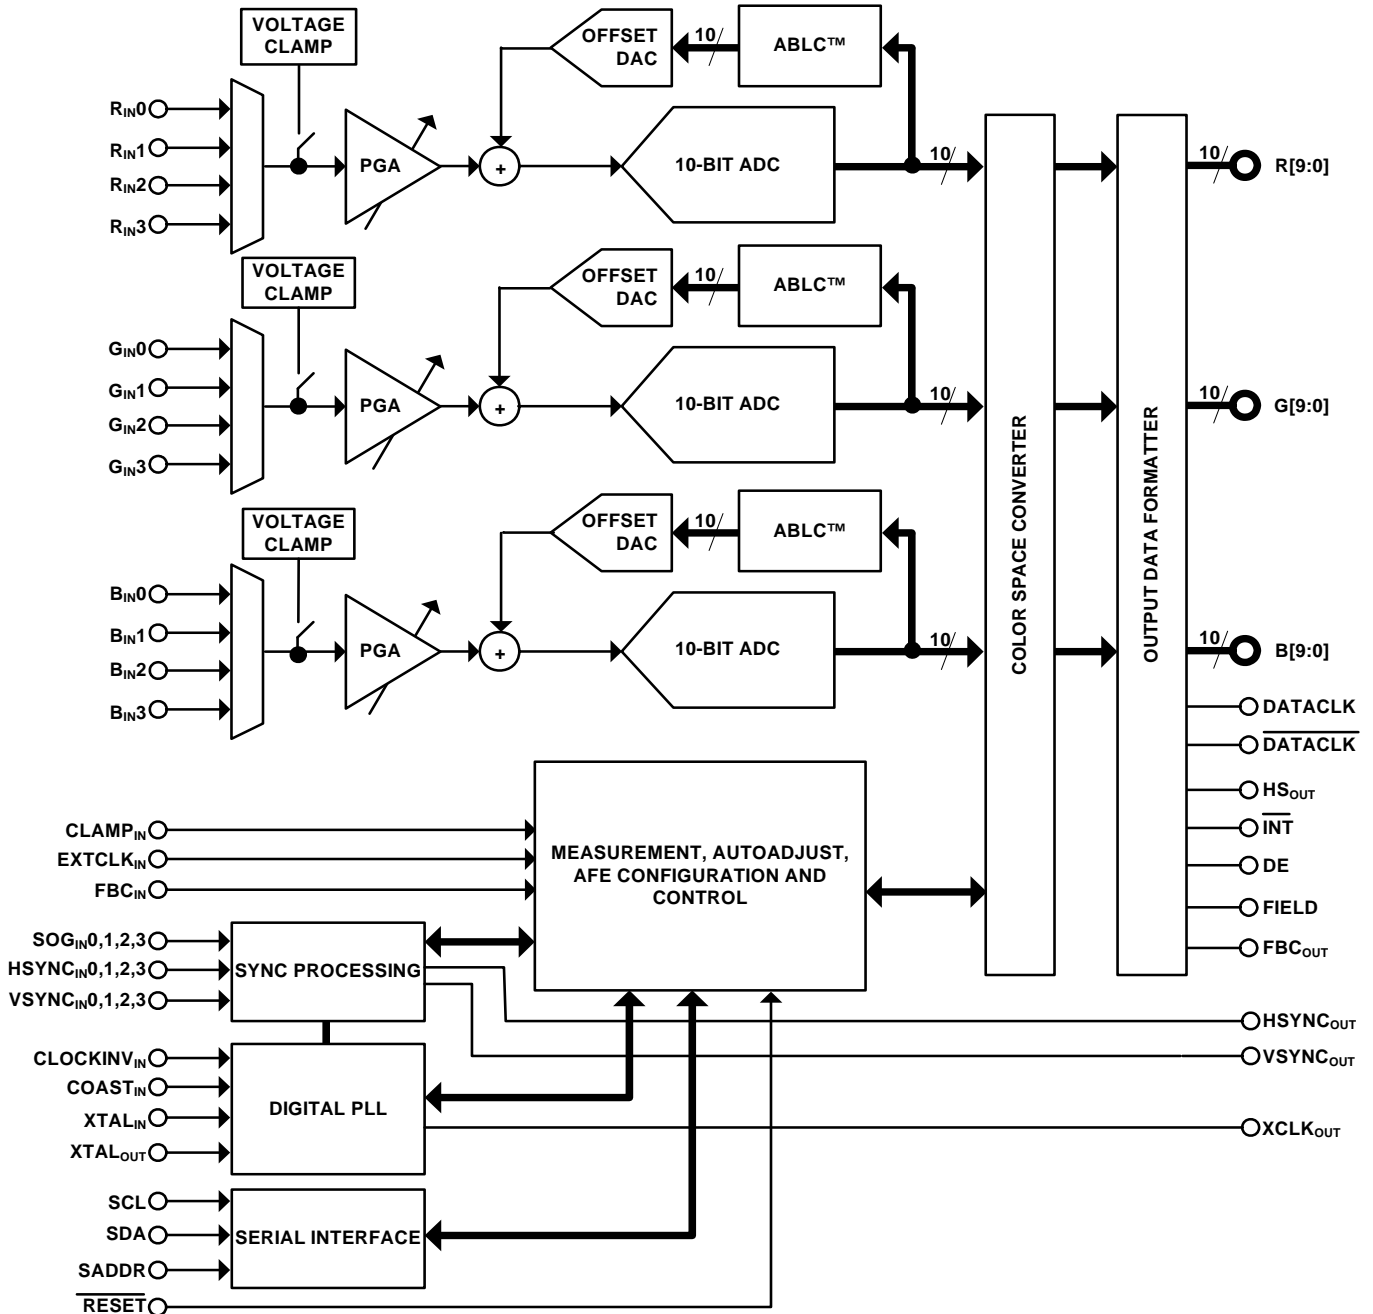 VOLTAGE
CLAMP
OFFSET
DAC
10
ABLC™
RIN0
RIN1
RIN2
RIN3
PGA
+
10-BIT ADC
10
10
R[9:0]
VOLTAGE
CLAMP
OFFSET
DAC
10
ABLC™
GIN0
GIN1
GIN2
GIN3
PGA
+
10-BIT ADC
10
10
G[9:0]
VOLTAGE
CLAMP
OFFSET
DAC
10
ABLC™
BIN0
BIN1
BIN2
BIN3
PGA
+
10-BIT ADC
10
10
B[9:0]
COLOR SPACE CONVERTER
OUTPUT DATA FORMATTER
DATACLK
DATACLK
HSOUT
INT
DE
FIELD
FBCOUT
CLAMPIN
EXTCLKIN
FBCIN
MEASUREMENT, AUTOADJUST,
AFE CONFIGURATION AND
CONTROL
SOGIN0,1,2,3
HSYNCIN0,1,2,3
VSYNCIN0,1,2,3
SYNC PROCESSING
HSYNCOUT
VSYNCOUT
CLOCKINVIN
COASTIN
XTALIN
XTALOUT
DIGITAL PLL
XCLKOUT
SCL
SDA
SADDR
SERIAL INTERFACE
RESET